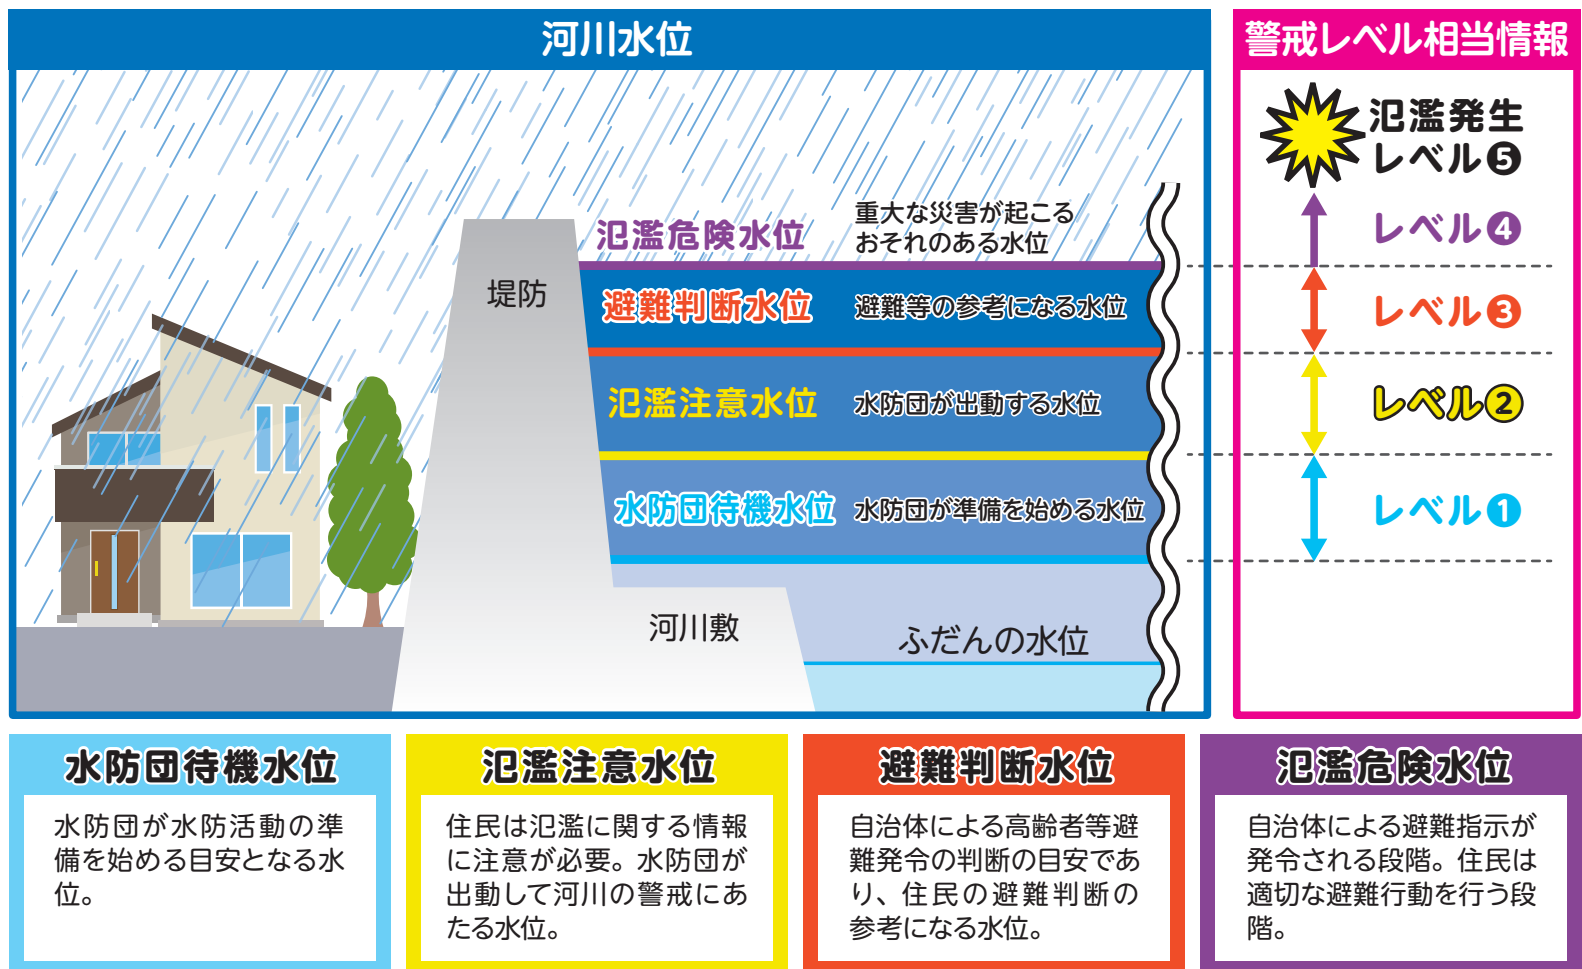 河川水位
警戒レベル相当情報
氾濫発生
レベル❺
レベル❹
レベル❸
レベル❷
レベル❶
堤防
氾濫危険水位
重大な災害が起こる
おそれのある水位
避難判断水位
避難等の参考になる水位
氾濫注意水位
水防団が出動する水位
水防団待機水位
水防団が準備を始める水位
河川敷
ふだんの水位
水防団待機水位
水防団が水防活動の準
備を始める目安となる水
位。
氾濫注意水位
住民は氾濫に関する情報
に注意が必要。水防団が
出動して河川の警戒にあ
たる水位。
避難判断水位
自治体による高齢者等避
難発令の判断の目安であ
り、住民の避難判断の
参考になる水位。
氾濫危険水位
自治体による避難指示が
発令される段階。住民は
適切な避難行動を行う段
階。